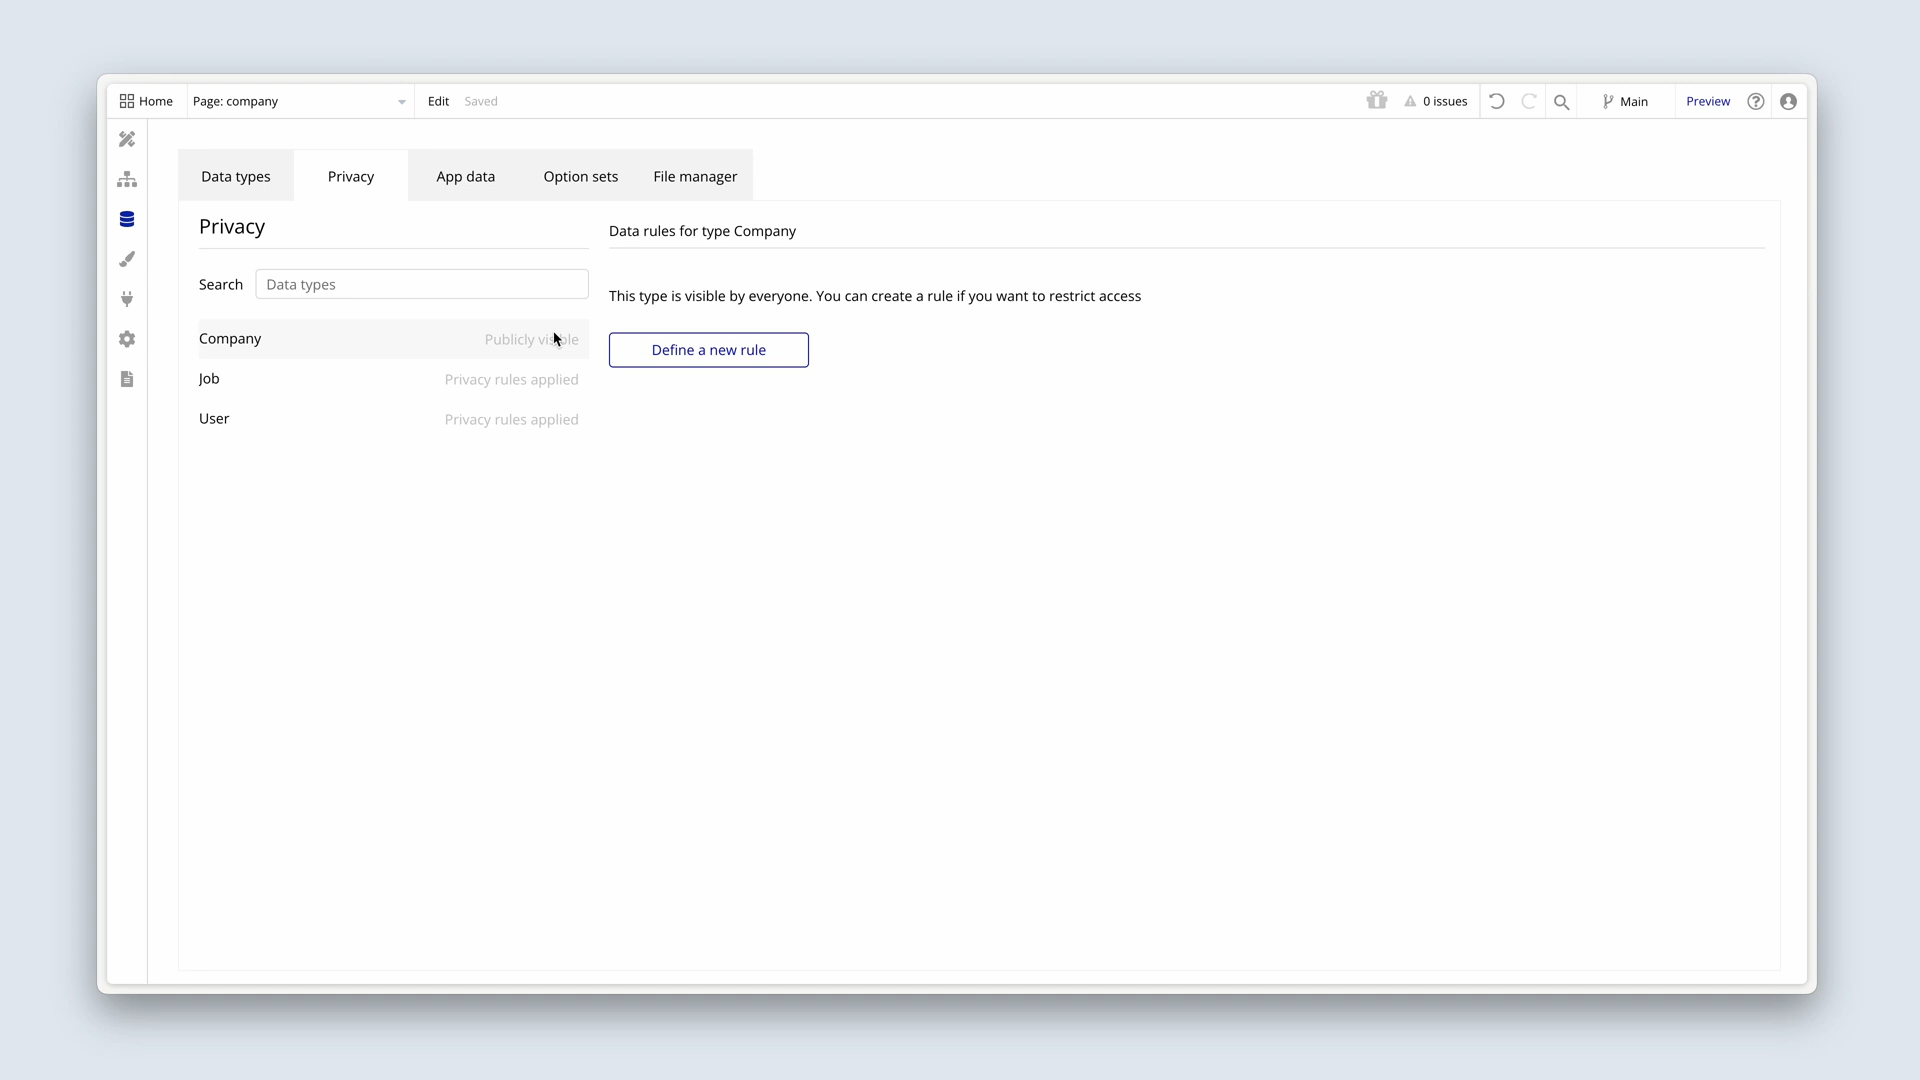 Home
Page: company
Edit
Saved
0 issues
Main
Preview
Data types
Privacy
App data
Option sets
File manager
Privacy
Search
Data types
Company
Publicly visible
Job
Privacy rules applied
User
Privacy rules applied
Data rules for type Company
This type is visible by everyone. You can create a rule if you want to restrict access
Define a new rule